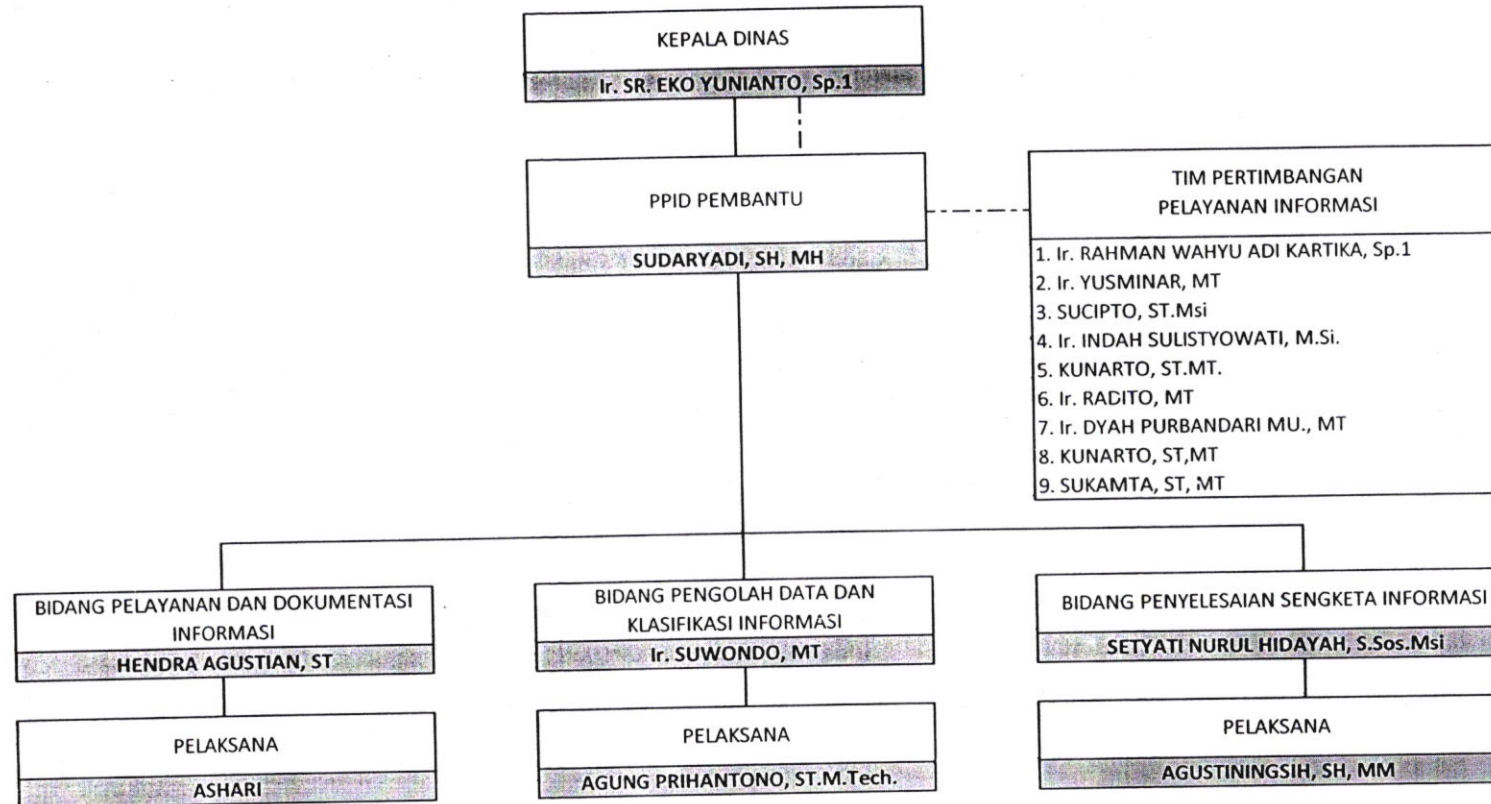 KEPALA DINAS
Ir. SR. EKO YUNIANTO, Sp.1
PPID PEMBANTU
SUDARYADI, SH, MH
TIM PERTIMBANGAN
PELAYANAN INFORMASI
1. Ir. RAHMAN WAHYU ADI KARTIKA, Sp.1
2. Ir. YUSMINAR, MT
3. SUCIPTO, ST.Msi
4. Ir. INDAH SULISTYOWATI, M.Si.
5. KUNARTO, ST.MT.
6. Ir. RADITO, MT
7. Ir. DYAH PURBANDARI MU., MT
8. KUNARTO, ST,MT
9. SUKAMTA, ST, MT
BIDANG PELAYANAN DAN DOKUMENTASI
INFORMASI
HENDRA AGUSTIAN, ST
PELAKSANA
ASHARI
BIDANG PENGOLAH DATA DAN
KLASIFIKASI INFORMASI
Ir. SUWONDO, MT
PELAKSANA
AGUNG PRIHANTONO, ST.M.Tech.
BIDANG PENYELESAIAN SENGKETA INFORMASI
SETYATI NURUL HIDAYAH, S.Sos.Msi
PELAKSANA
AGUSTININGSIH, SH, MM